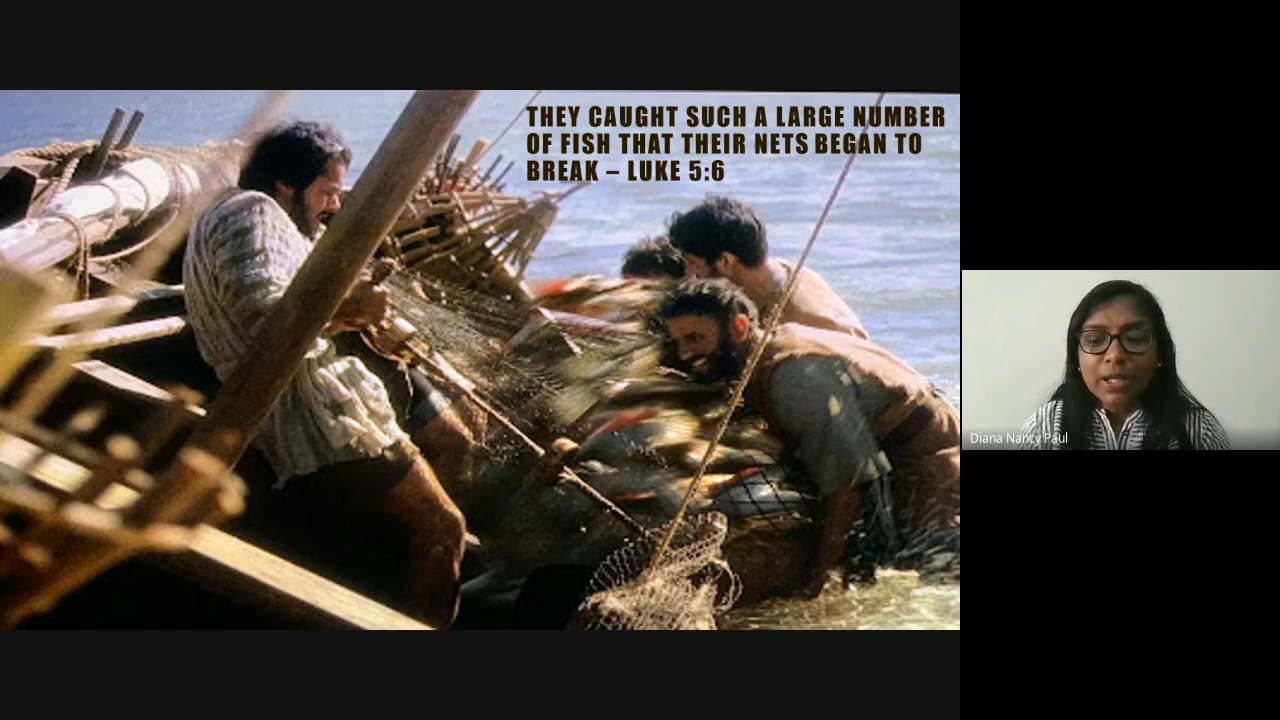 THEY CAUGHT SUCH A LARGE NUMBER
OF FISH THAT THEIR NETS BEGAN TO
BREAK – LUKE 5:6
Diana Nancy Paul